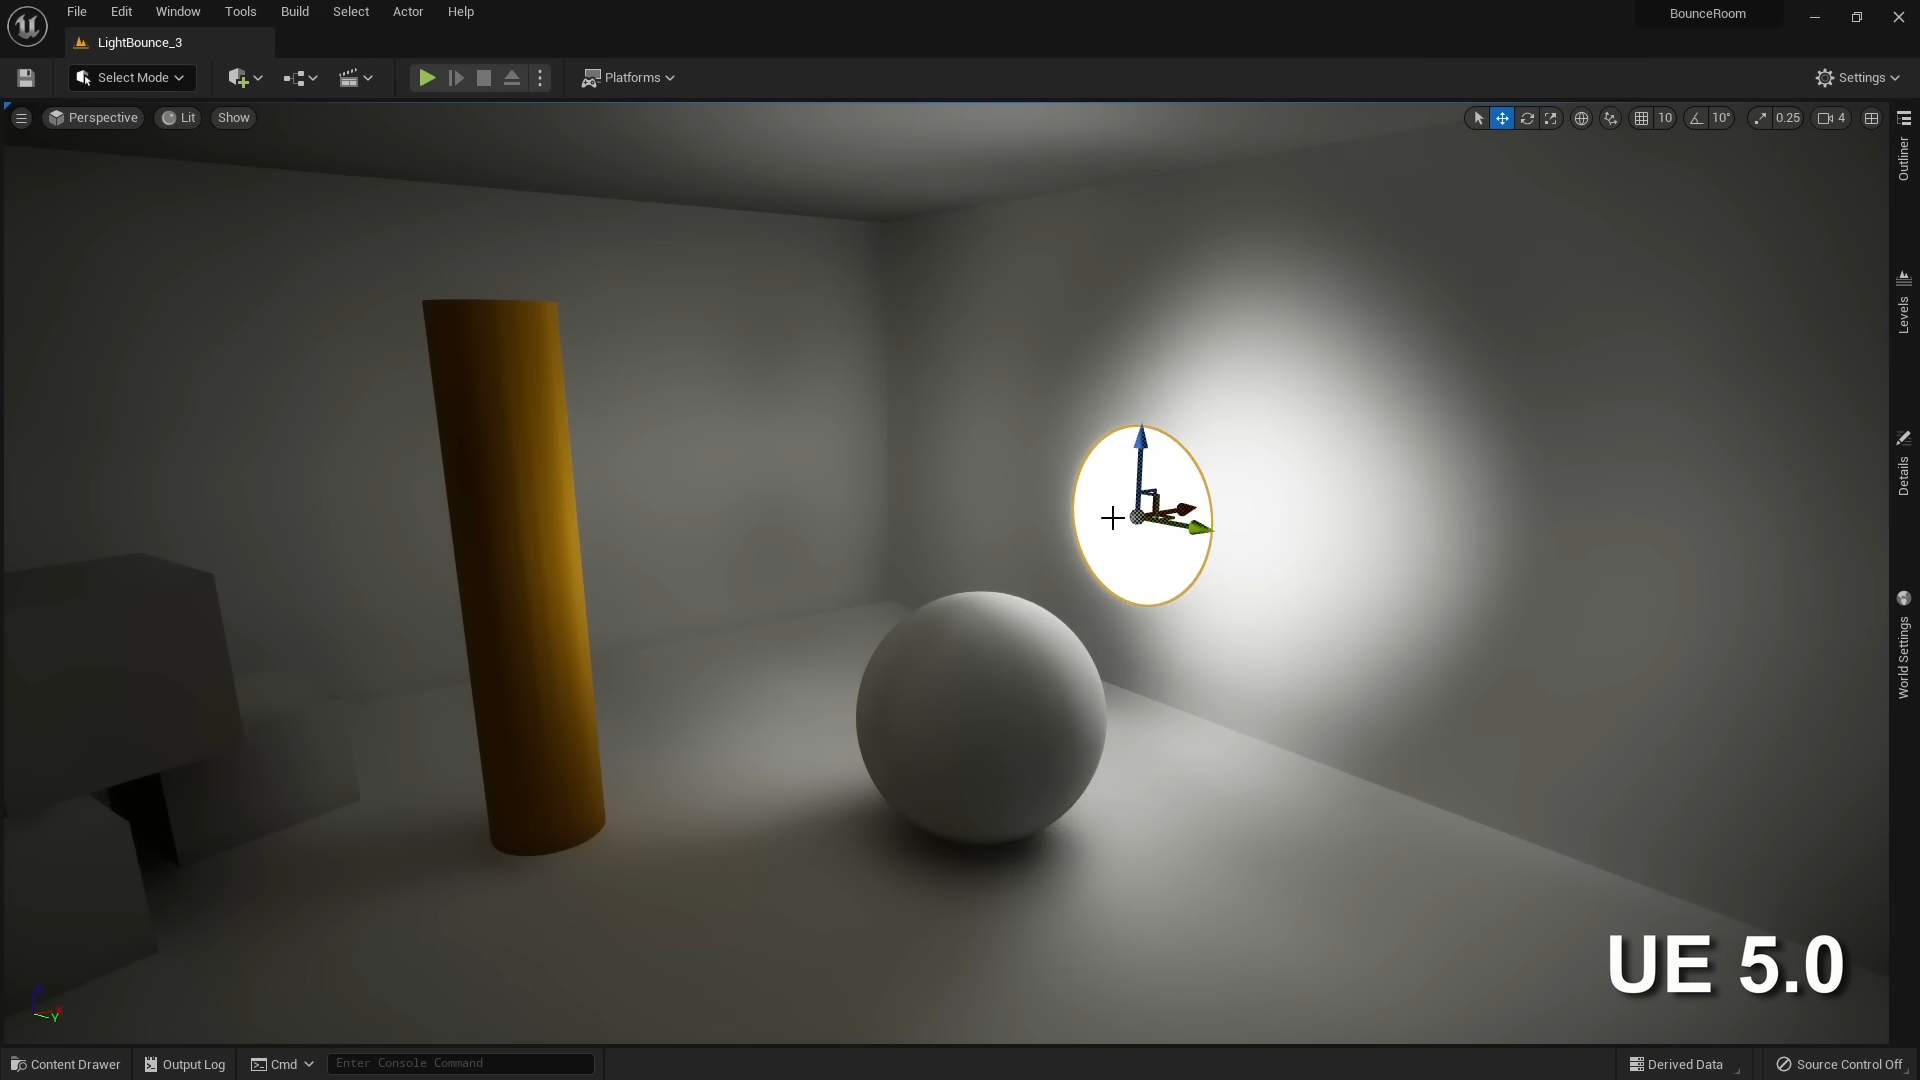 File Edit Window Tools Build Select Actor Help
BounceRoom
LightBounce_3
Select Mode
Platforms
Settings
Perspective Lit Show
10 10° 0.25 4
Outliner
Levels
Details
World Settings
UE 5.0
Y
Content Drawer Output Log Cmd Enter Console Command
Derived Data Source Control Off